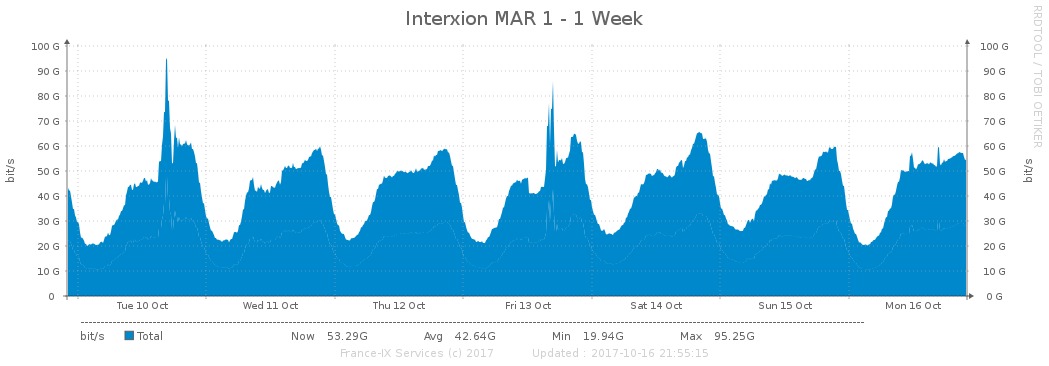 Interxion MAR 1 - 1 Week
RRDTOOL / TOBI OETIKER
bit/s
bit/s
100 G 100 G
90 G 90 G
80 G 80 G
70 G 70 G
60 G 60 G
50 G 50 G
40 G 40 G
30 G 30 G
20 G 20 G
10 G 10 G
0 0 G
Tue 10 Oct Wed 11 Oct Thu 12 Oct Fri 13 Oct Sat 14 Oct Sun 15 Oct Mon 16 Oct
bit/s Total Now 53.29G Avg 42.64G Min 19.94G Max 95.25G
France-IX Services (c) 2017 Updated : 2017-10-16 21:55:15